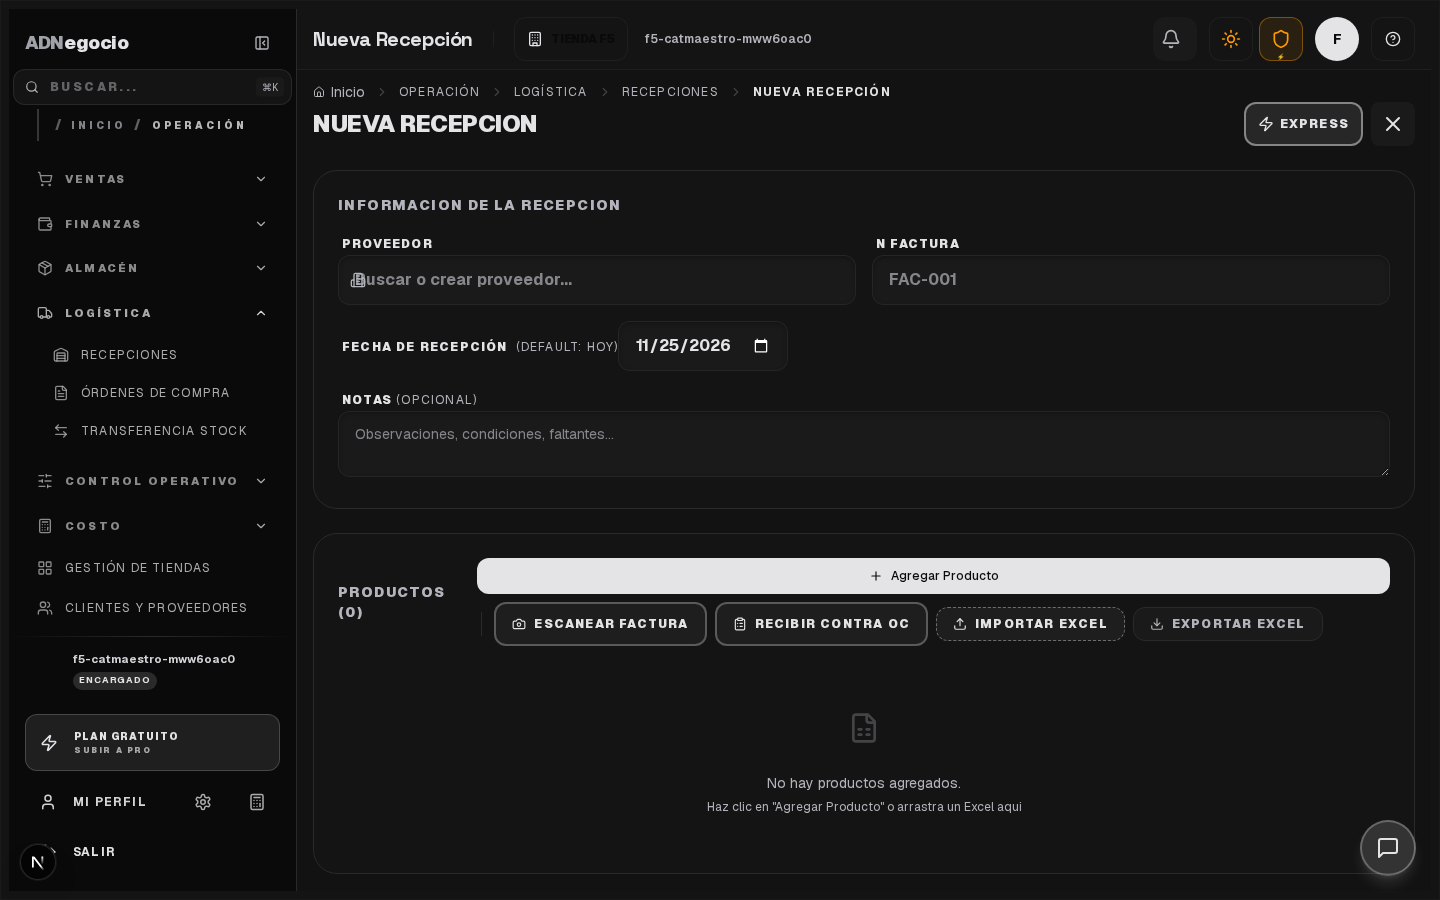 ADNegocio
BUSCAR...
⌘K
/ INICIO / OPERACIÓN
VENTAS
FINANZAS
ALMACÉN
LOGÍSTICA
RECEPCIONES
ÓRDENES DE COMPRA
TRANSFERENCIA STOCK
CONTROL OPERATIVO
COSTO
GESTIÓN DE TIENDAS
CLIENTES Y PROVEEDORES
f5-catmaestro-mww6oac0
ENCARGADO
PLAN GRATUITO
SUBIR A PRO
MI PERFIL
SALIR
N
Nueva Recepción
TIENDA F5
f5-catmaestro-mww6oac0
F
Inicio > OPERACIÓN > LOGÍSTICA > RECEPCIONES > NUEVA RECEPCIÓN
NUEVA RECEPCION
EXPRESS
INFORMACION DE LA RECEPCION
PROVEEDOR
Buscar o crear proveedor...
N FACTURA
FAC-001
FECHA DE RECEPCIÓN (DEFAULT: HOY)
11/25/2026
NOTAS (OPCIONAL)
Observaciones, condiciones, faltantes...
PRODUCTOS
(0)
Agregar Producto
ESCANEAR FACTURA
RECIBIR CONTRA OC
IMPORTAR EXCEL
EXPORTAR EXCEL
No hay productos agregados.
Haz clic en "Agregar Producto" o arrastra un Excel aqui